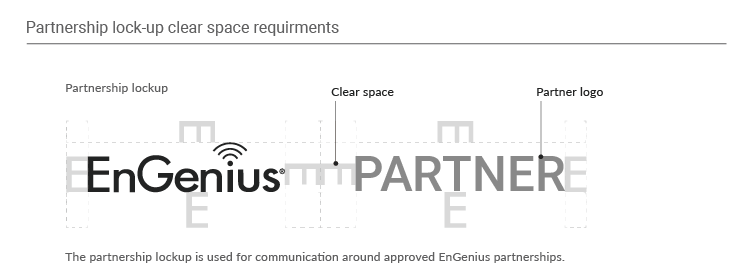 Partnership lock-up clear space requirments
Partnership lockup
Clear space
Partner logo
E
E
E
EnGenius®
E
E
PARTNER
E
E
E
The partnership lockup is used for communication around approved EnGenius partnerships.